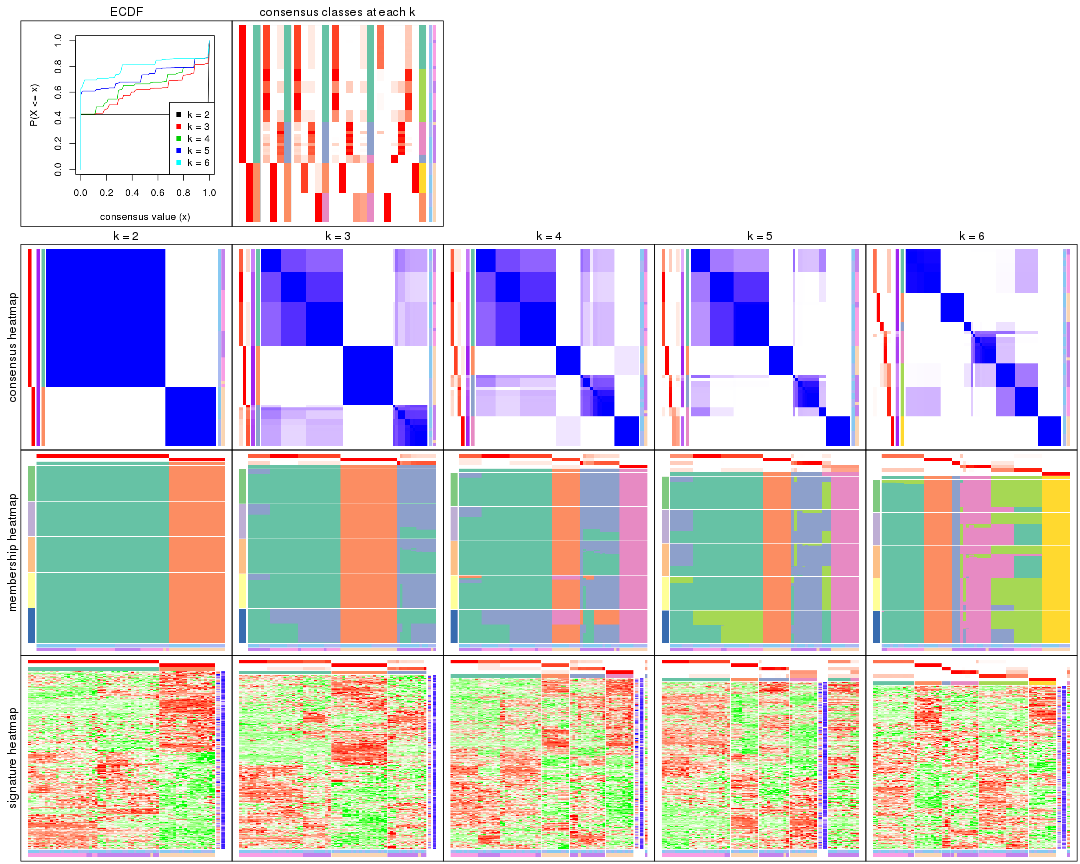 ECDF
consensus classes at each k
P(X <= x)
1.0
0.8
0.6
0.4
0.2
0.0
k = 2
k = 3
k = 4
k = 5
k = 6
0.0 0.2 0.4 0.6 0.8 1.0
consensus value (x)
k = 2
k = 3
k = 4
k = 5
k = 6
consensus heatmap
membership heatmap
signature heatmap